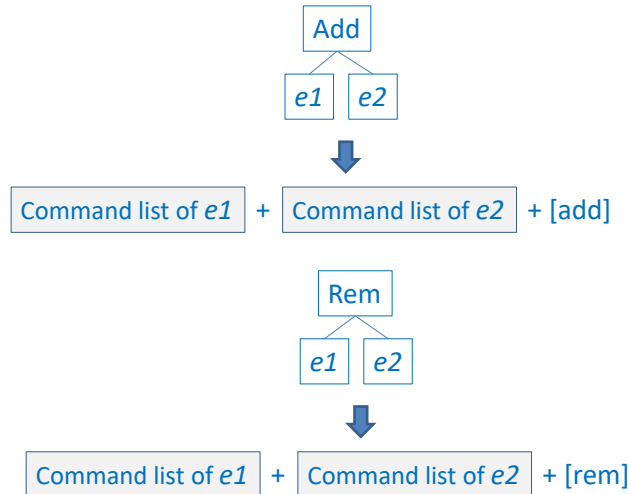 Add
e1 e2
Command list of e1 + Command list of e2 + [add]
Rem
e1 e2
Command list of e1 + Command list of e2 + [rem]